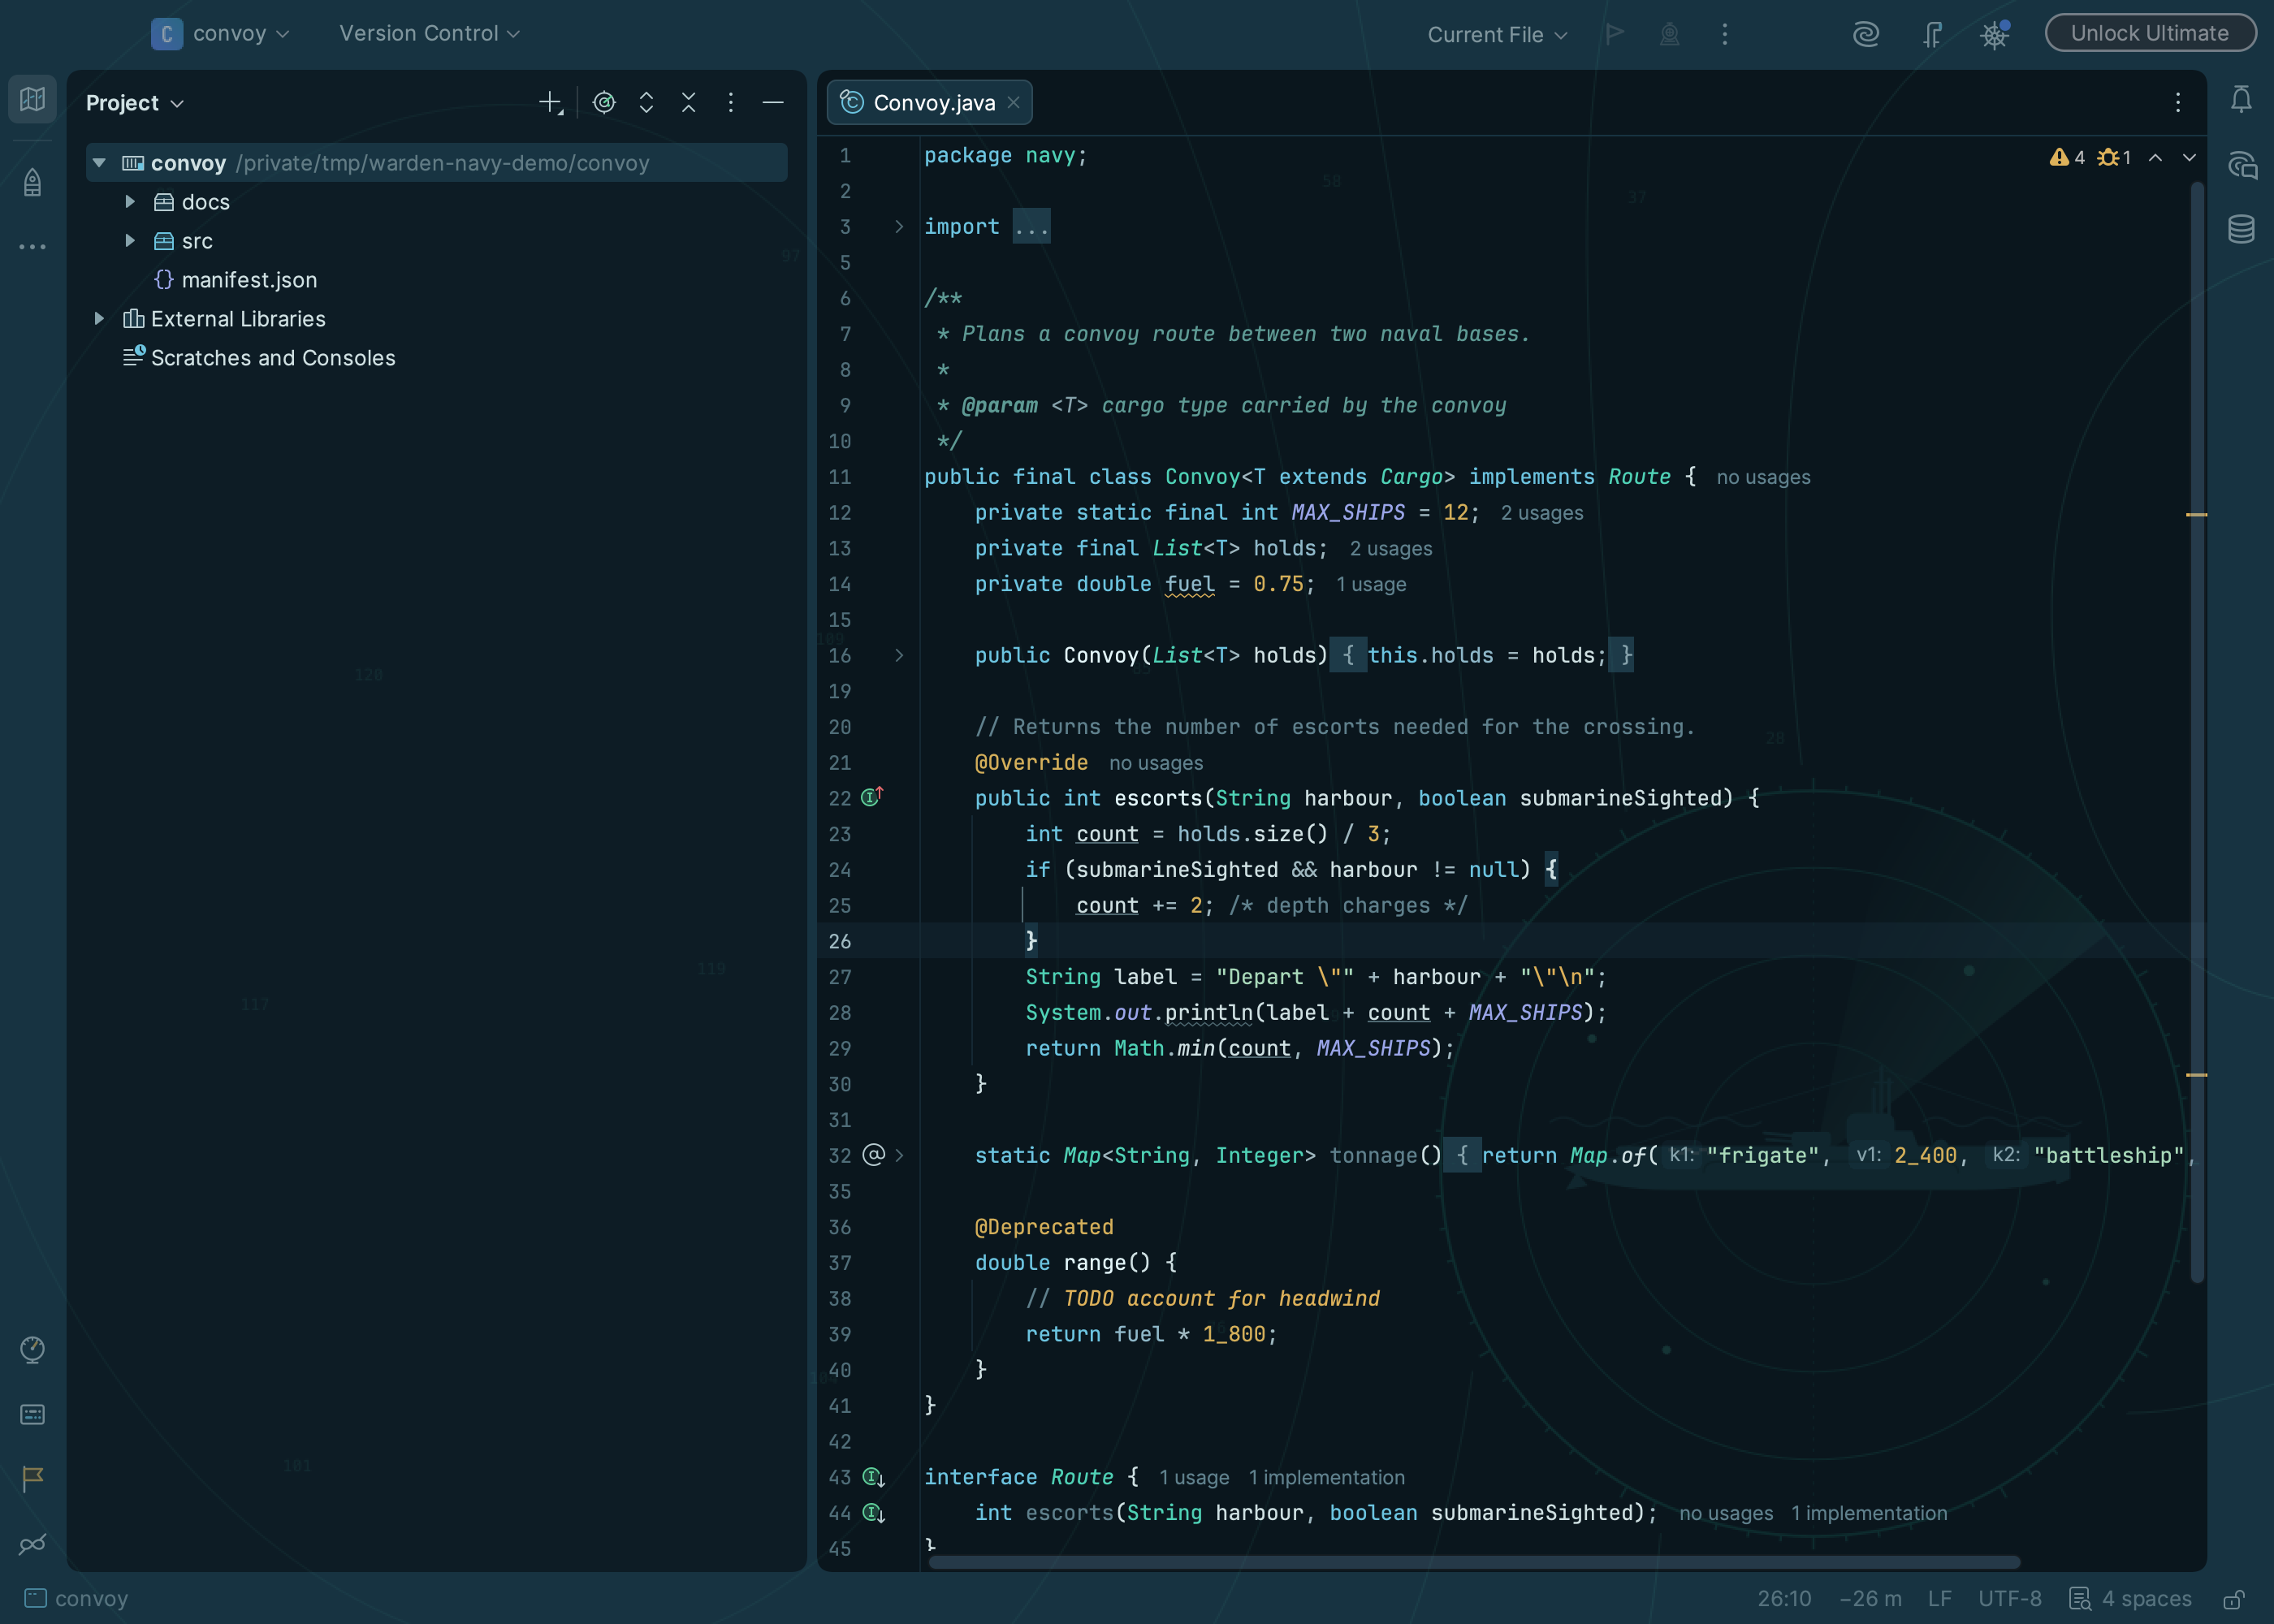 C convoy Version Control Current File Unlock Ultimate
Project
convoy /private/tmp/warden-navy-demo/convoy
docs
src
{} manifest.json
External Libraries
Scratches and Consoles
Convoy.java
4 1
1 package navy;
2
3 import ...
5
6 /**
7 * Plans a convoy route between two naval bases.
8 *
9 * @param <T> cargo type carried by the convoy
10 */
11 public final class Convoy<T extends Cargo> implements Route { no usages
12 private static final int MAX_SHIPS = 12; 2 usages
13 private final List<T> holds; 2 usages
14 private double fuel = 0.75; 1 usage
15
16 public Convoy(List<T> holds) { this.holds = holds; }
19
20 // Returns the number of escorts needed for the crossing.
21 @Override no usages
22 public int escorts(String harbour, boolean submarineSighted) {
23 int count = holds.size() / 3;
24 if (submarineSighted && harbour != null) {
25 count += 2; /* depth charges */
26 }
27 String label = "Depart \"" + harbour + "\"\n";
28 System.out.println(label + count + MAX_SHIPS);
29 return Math.min(count, MAX_SHIPS);
30 }
31
32 static Map<String, Integer> tonnage() { return Map.of( k1: "frigate", v1: 2_400, k2: "battleship",
35
36 @Deprecated
37 double range() {
38 // TODO account for headwind
39 return fuel * 1_800;
40 }
41 }
42
43 interface Route { 1 usage 1 implementation
44 int escorts(String harbour, boolean submarineSighted); no usages 1 implementation
45 }
58
37
97
120
109
28
119
117
101
convoy 26:10 −26 m LF UTF-8 4 spaces